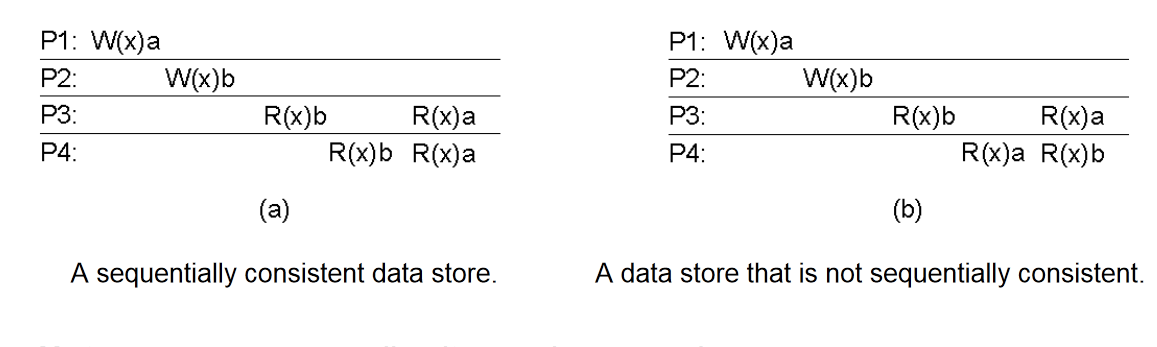 P1: W(x)a
P2: W(x)b
P3: R(x)b R(x)a
P4: R(x)b R(x)a
(a)
A sequentially consistent data store.
P1: W(x)a
P2: W(x)b
P3: R(x)b R(x)a
P4: R(x)a R(x)b
(b)
A data store that is not sequentially consistent.